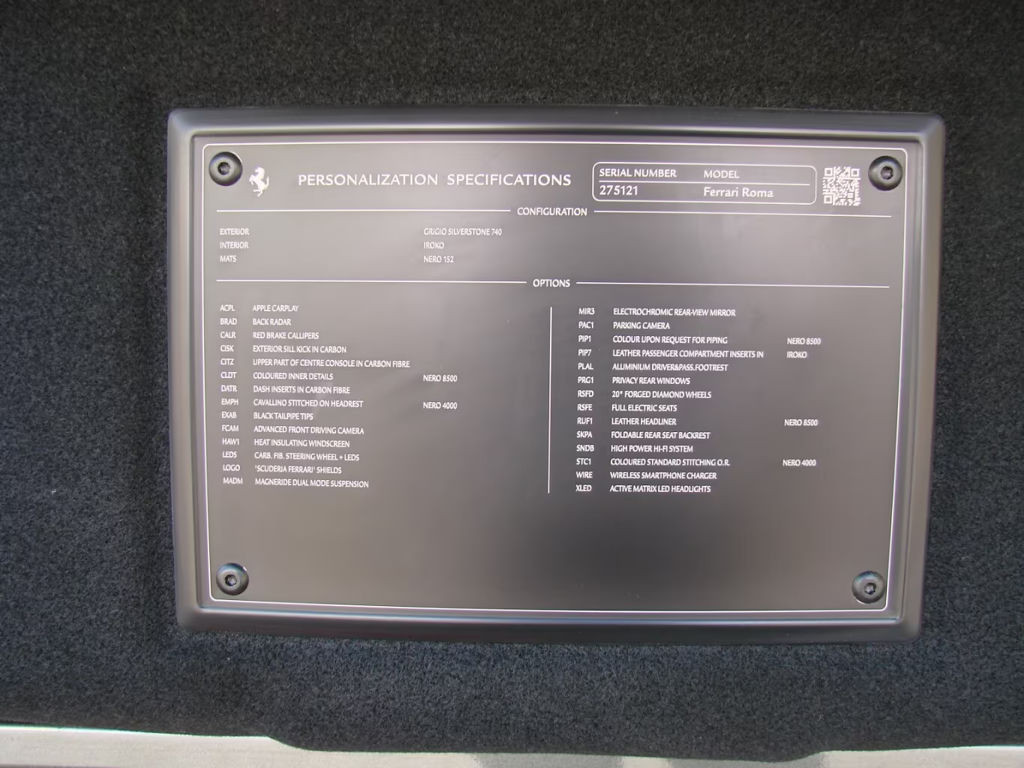 PERSONALIZATION SPECIFICATIONS
SERIAL NUMBER MODEL
275121 Ferrari Roma
CONFIGURATION
EXTERIOR GRIGIO SILVERSTONE 740
INTERIOR IROKO
MATS NERO 152
OPTIONS
ACPL APPLE CARPLAY
BRAD BACK RADAR
CALR RED BRAKE CALLIPERS
CISK EXTERIOR SILL KICK IN CARBON
CITZ UPPER PART OF CENTRE CONSOLE IN CARBON FIBRE
CLDT COLOURED INNER DETAILS NERO 8500
DATR DASH INSERTS IN CARBON FIBRE
EMPH CAVALLINO STITCHED ON HEADREST NERO 4000
EXAB BLACK TAILPIPE TIPS
FCAM ADVANCED FRONT DRIVING CAMERA
HAW1 HEAT INSULATING WINDSCREEN
LEDS CARB. FIB. STEERING WHEEL + LEDS
LOGO 'SCUDERIA FERRARI' SHIELDS
MADM MAGNERIDE DUAL MODE SUSPENSION
MIR3 ELECTROCHROMIC REAR-VIEW MIRROR
PAC1 PARKING CAMERA
PIP1 COLOUR UPON REQUEST FOR PIPING NERO 8500
PIP7 LEATHER PASSENGER COMPARTMENT INSERTS IN IROKO
PLAL ALUMINIUM DRIVER&PASS.FOOTREST
PRG1 PRIVACY REAR WINDOWS
RSFD 20" FORGED DIAMOND WHEELS
RSFE FULL ELECTRIC SEATS
RUF1 LEATHER HEADLINER NERO 8500
SKPA FOLDABLE REAR SEAT BACKREST
SNDB HIGH POWER HI-FI SYSTEM
STC1 COLOURED STANDARD STITCHING O.R. NERO 4000
WIRE WIRELESS SMARTPHONE CHARGER
XLED ACTIVE MATRIX LED HEADLIGHTS